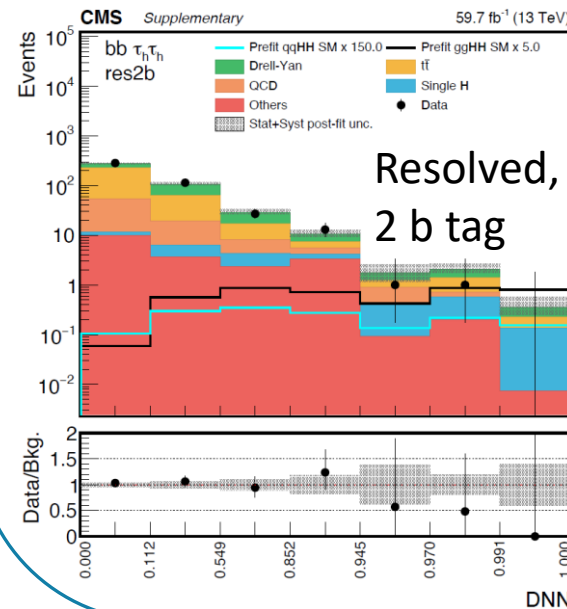 CMS Supplementary 59.7 fb⁻¹ (13 TeV)
Events
10⁵
10⁴
10³
10²
10
1
10⁻¹
10⁻²
bb τₕτₕ
res2b
Prefit qqHH SM x 150.0
Prefit ggHH SM x 5.0
Drell-Yan
tt̄
QCD
Single H
Others
Data
Stat+Syst post-fit unc.
Resolved,
2 b tag
Data/Bkg.
2
1.5
1
0.5
0
0.000
0.112
0.549
0.852
0.945
0.970
0.991
1.000
DNN